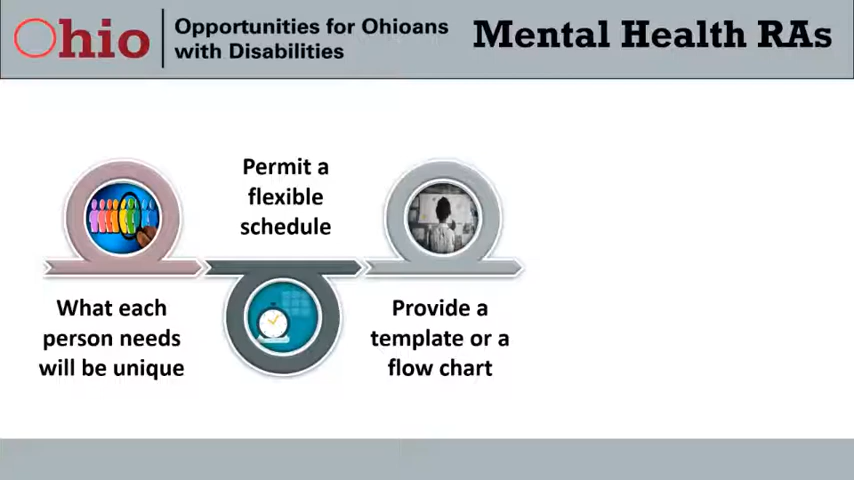 Ohio
Opportunities for Ohioans
with Disabilities
Mental Health RAs
What each
person needs
will be unique
Permit a
flexible
schedule
Provide a
template or a
flow chart